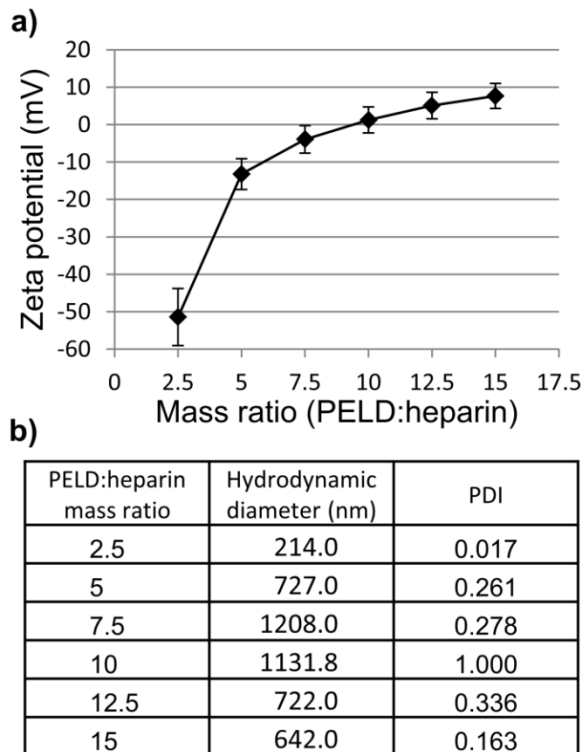 a)
Zeta potential (mV)
20
10
0
-10
-20
-30
-40
-50
-60
0 2.5 5 7.5 10 12.5 15 17.5
Mass ratio (PELD:heparin)
b)
PELD:heparin mass ratio Hydrodynamic diameter (nm) PDI
2.5 214.0 0.017
5 727.0 0.261
7.5 1208.0 0.278
10 1131.8 1.000
12.5 722.0 0.336
15 642.0 0.163